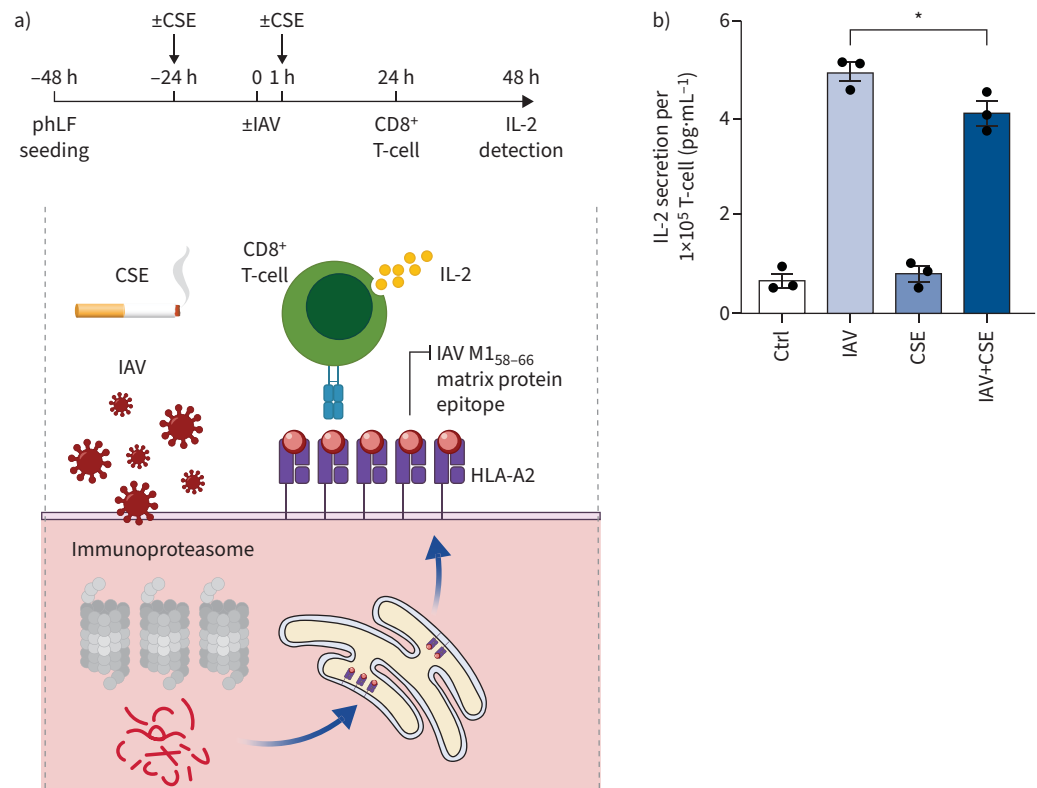 a)
±CSE ±CSE
–48 h –24 h 0 1 h 24 h 48 h
phLF ±IAV CD8⁺ IL-2
seeding T-cell detection
CSE
CD8⁺
T-cell
IL-2
IAV
IAV M1₅₈₋₆₆
matrix protein
epitope
HLA-A2
Immunoproteasome
b)
IL-2 secretion per
1×10⁵ T-cell (pg·mL⁻¹)
6
4
2
0
*
Ctrl
IAV
CSE
IAV+CSE